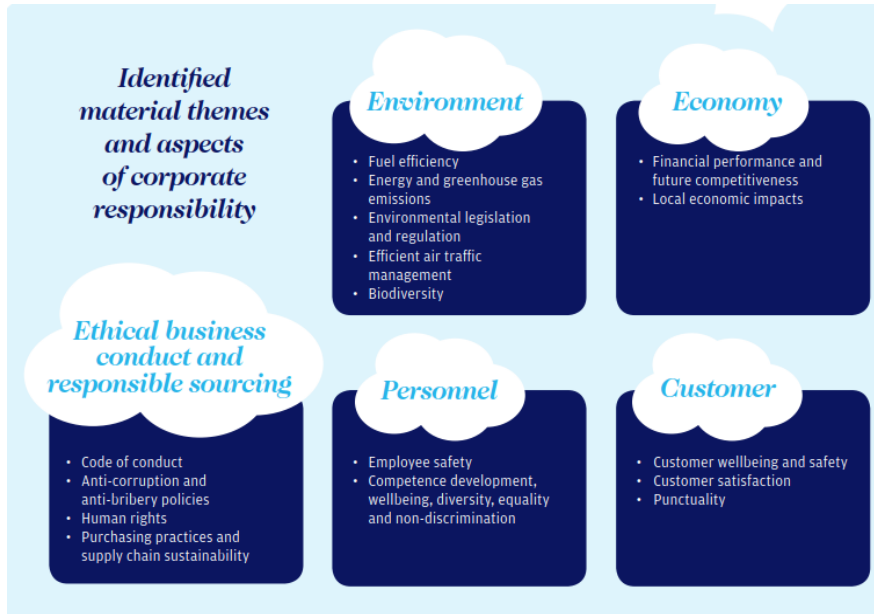 Identified
material themes
and aspects
of corporate
responsibility
Environment
• Fuel efficiency
• Energy and greenhouse gas
emissions
• Environmental legislation
and regulation
• Efficient air traffic
management
• Biodiversity
Economy
• Financial performance and
future competitiveness
• Local economic impacts
Ethical business
conduct and
responsible sourcing
• Code of conduct
• Anti-corruption and
anti-bribery policies
• Human rights
• Purchasing practices and
supply chain sustainability
Personnel
• Employee safety
• Competence development,
wellbeing, diversity, equality
and non-discrimination
Customer
• Customer wellbeing and safety
• Customer satisfaction
• Punctuality